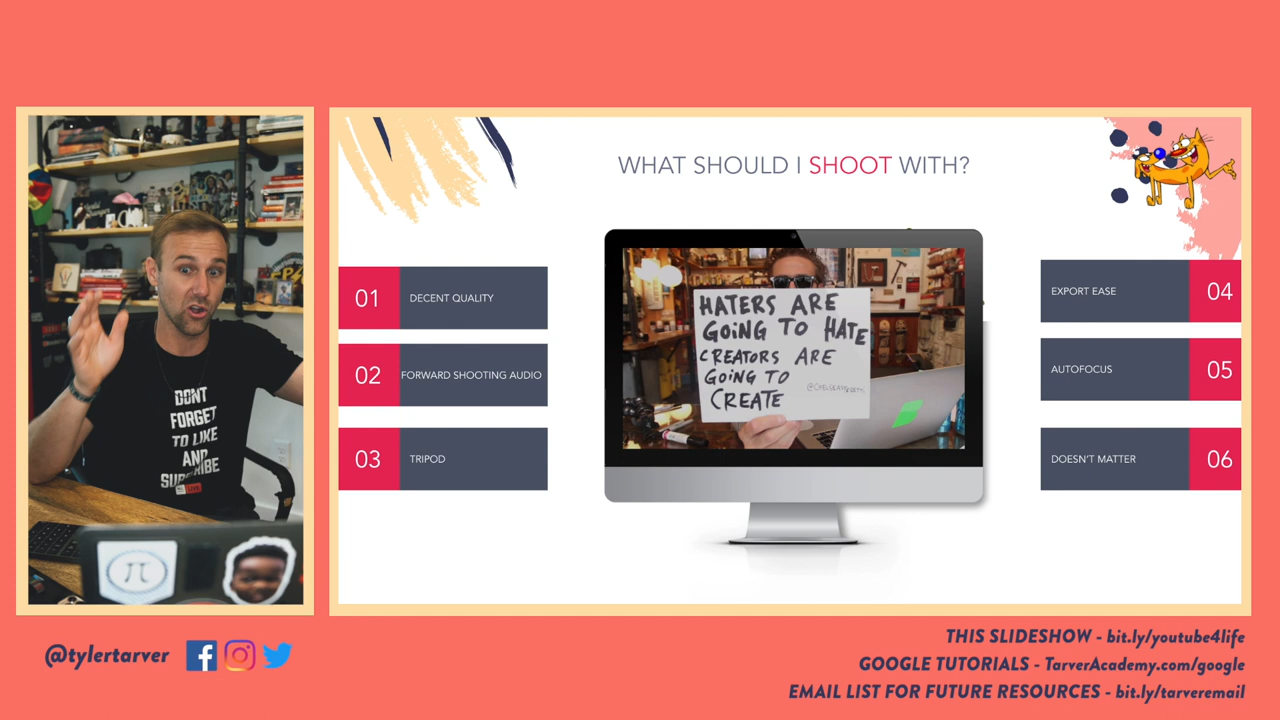 WHAT SHOULD I SHOOT WITH?
01 DECENT QUALITY
02 FORWARD SHOOTING AUDIO
03 TRIPOD
EXPORT EASE 04
AUTOFOCUS 05
DOESN'T MATTER 06
HATERS ARE
GOING TO HATE
CREATORS ARE
GOING TO
CREATE
DONT
FORGET
TO LIKE
AND
SUBSCRIBE
π
@tylertarver
THIS SLIDESHOW - bit.ly/youtube4life
GOOGLE TUTORIALS - TarverAcademy.com/google
EMAIL LIST FOR FUTURE RESOURCES - bit.ly/tarveremail